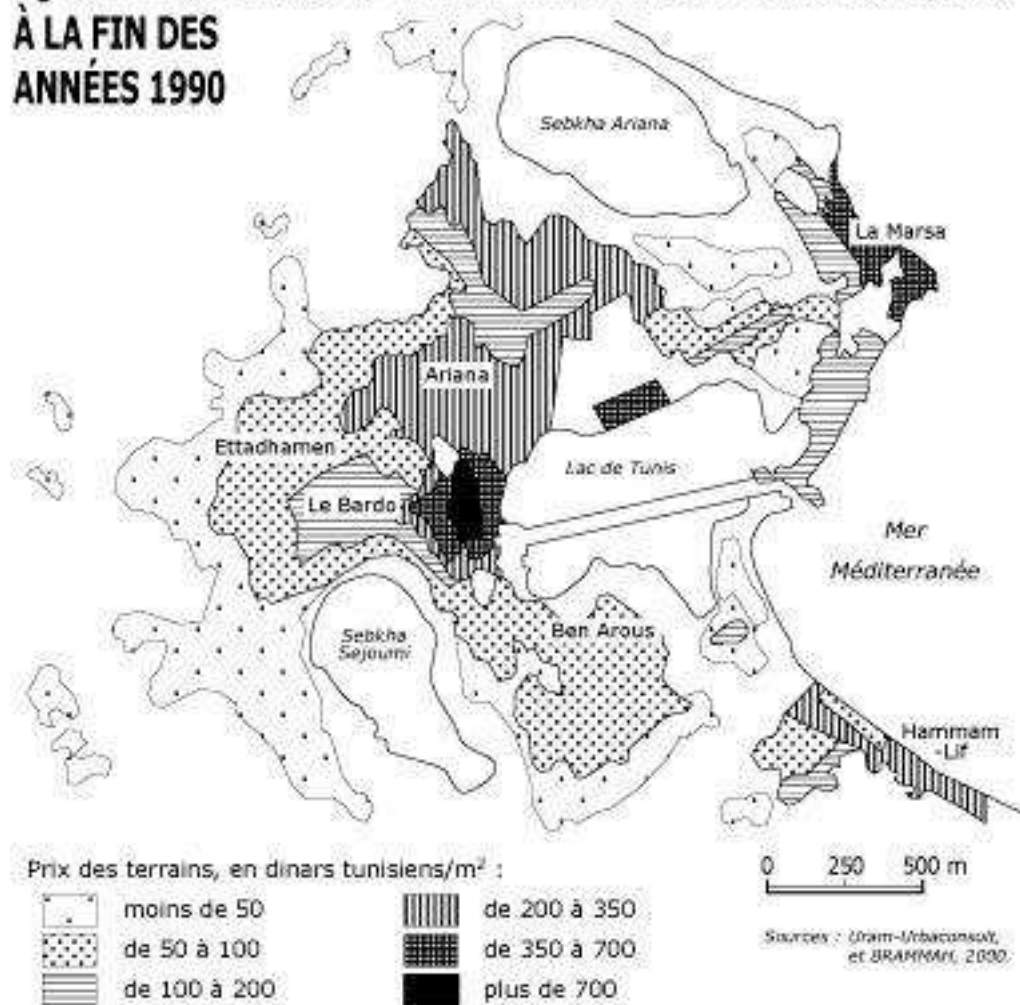 À LA FIN DES
ANNÉES 1990
Sebkha Ariana
La Marsa
Ariana
Ettadhamen
Lac de Tunis
Le Bardo
Mer
Méditerranée
Ben Arous
Sebkha
Sejoumi
Hammam
-Lif
Prix des terrains, en dinars tunisiens/m² :
moins de 50
de 50 à 100
de 100 à 200
de 200 à 350
de 350 à 700
plus de 700
0 250 500 m
Sources : Uram-Urbaconsult,
et BRAMMAH, 2000.